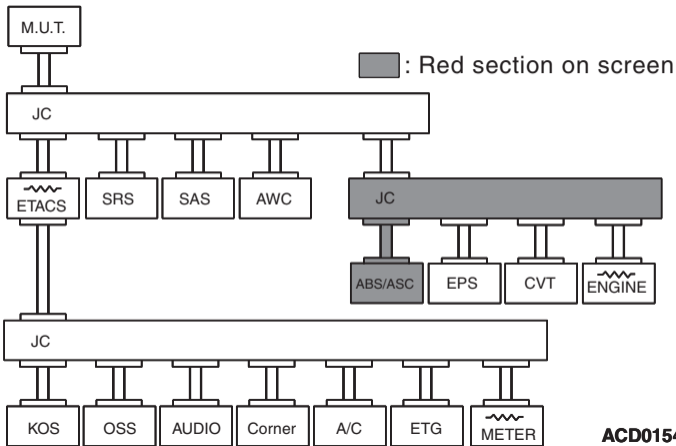 M.U.T.
: Red section on screen
JC
ETACS
SRS
SAS
AWC
JC
ABS/ASC
EPS
CVT
ENGINE
JC
KOS
OSS
AUDIO
Corner
A/C
ETG
METER